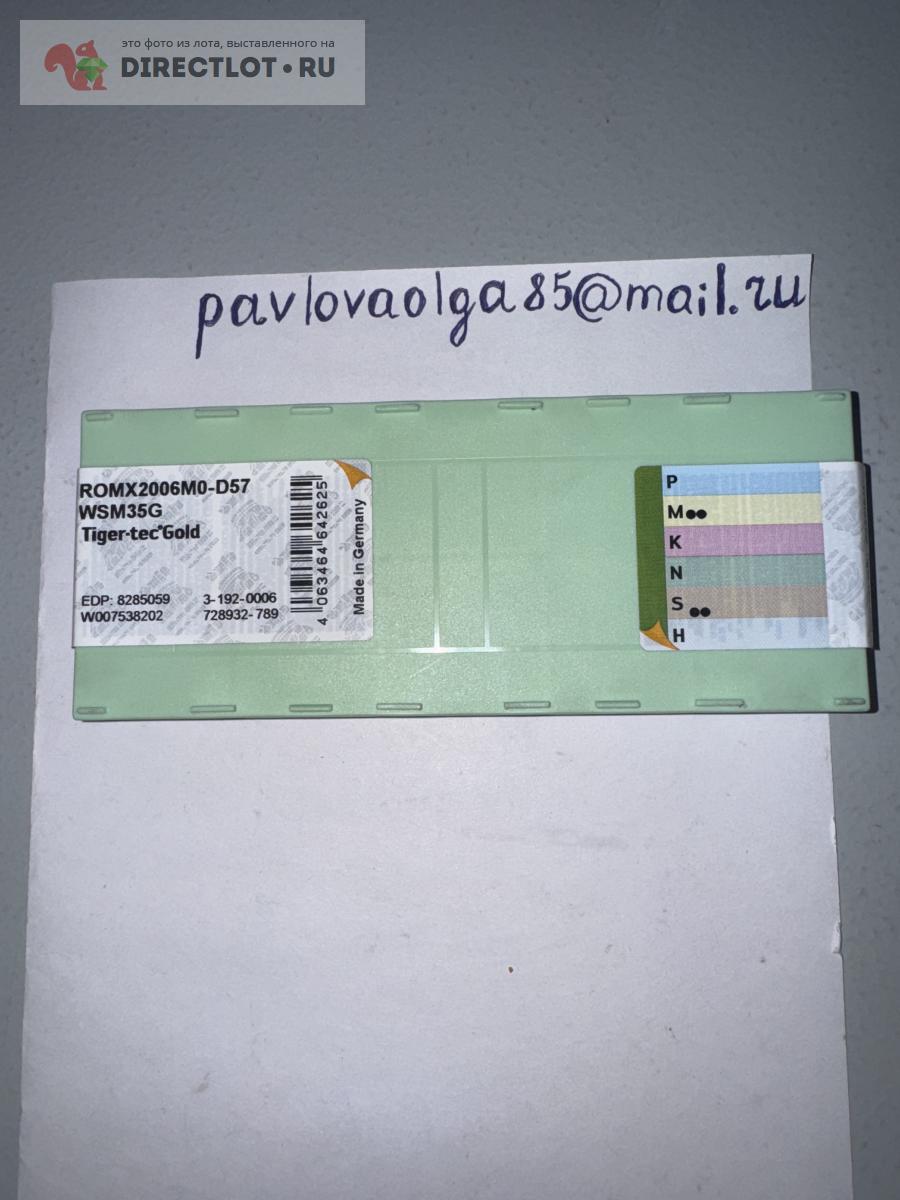 это фото из лота, выставленного на
DIRECTLOT•RU
pavlovaolga85@mail.ru
ROMX2006M0-D57
WSM35G
Tiger·tec®Gold
EDP: 8285059 3-192-0006
W007538202 728932-789
4 063464 642625
Made in Germany
P
M●●
K
N
S ●●
H